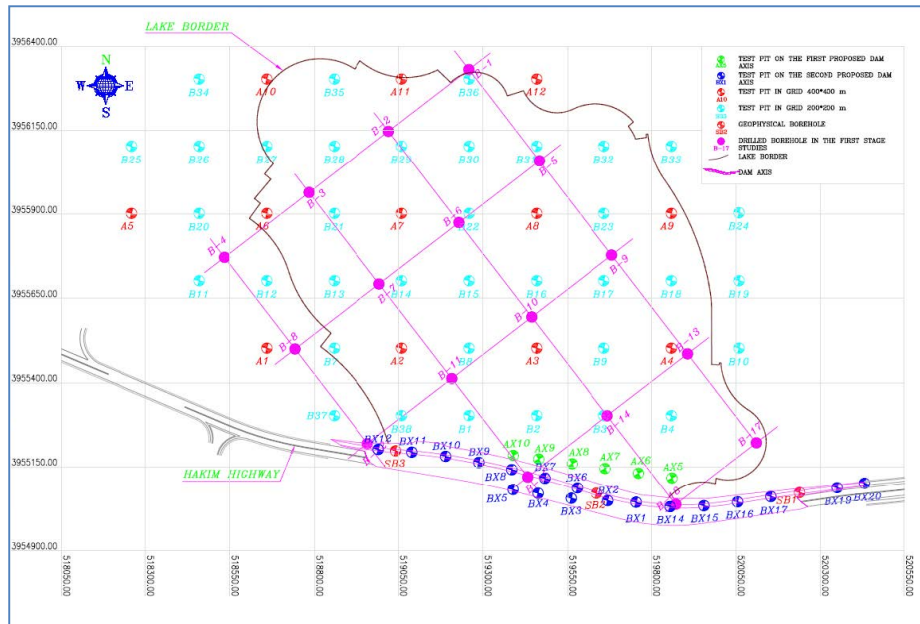 LAKE BORDER
3956400.00
N
W E
S
B34
A10
B35
A11
B36
B-1
A12
TEST PIT ON THE FIRST PROPOSED DAM
AXIS
TEST PIT ON THE SECOND PROPOSED DAM
BX1 AXIS
TEST PIT IN GRID 400*400 m
A10
TEST PIT IN GRID 200*200 m
GEOPHYSICAL BOREHOLE
SB2
DRILLED BOREHOLE IN THE FIRST STAGE
B-17 STUDIES
LAKE BORDER
DAM AXIS
3956150.00
B-2
B25
B26
B27
B28
B29
B30
B31
B-5
B32
B33
B-3
3955900.00
A5
B20
A6
B21
A7
B-6
B22
A8
B23
A9
B24
B-4
B-9
B11
B12
B13
B-7
B14
B15
B16
B17
B18
B19
3955650.00
B-10
B-8
A1
B7
A2
B8
A3
B9
B-13
A4
B10
3955400.00
B-11
B37
B38
B1
B2
B-14
B3
B4
B-17
BX12
BX11
BX10
BX9
AX10
AX9
AX8
AX7
AX6
AX5
SB3
3955150.00
HAKIM HIGHWAY
BX8
BX7
BX6
BX5
BX4
BX3
SB2
BX2
BX1
BX14
BX15
BX16
BX17
SB1
BX19
BX20
3954900.00
518050.00
518300.00
518550.00
518800.00
519050.00
519300.00
519550.00
519800.00
520050.00
520300.00
520550.00